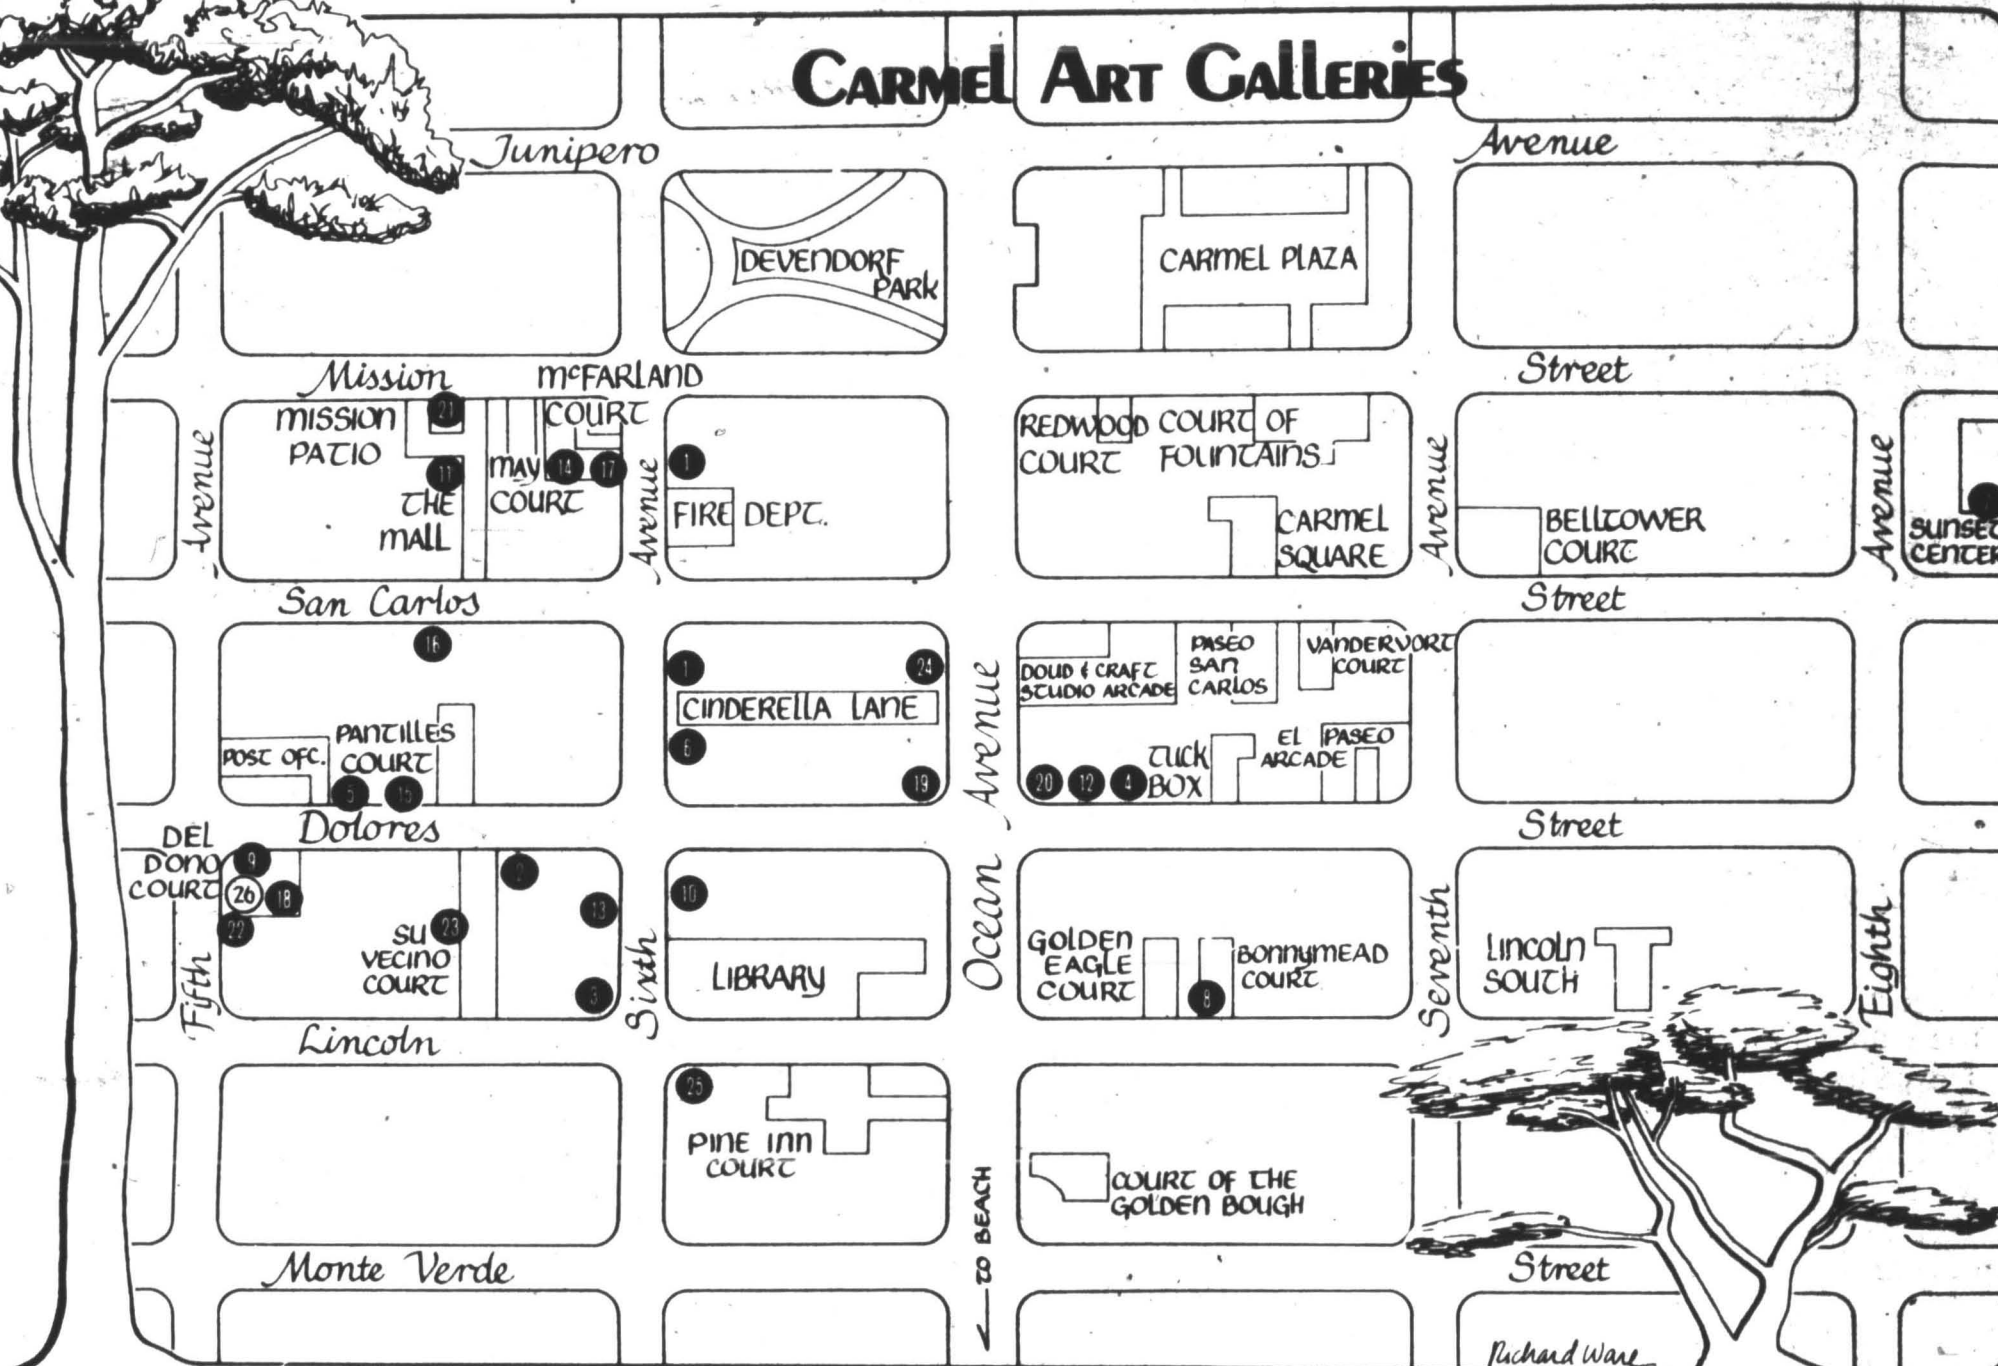 CARMEL ART GALLERIES
Junipero Avenue
DEVENDORF
PARK
CARMEL PLAZA
Mission Street
McFARLAND
COURT
MISSION
PATIO
21
11
THE
MALL
MAY
COURT
14
17
Avenue
Avenue
1
FIRE DEPT.
REDWOOD
COURT
COURT OF
FOUNTAINS
CARMEL
SQUARE
Avenue
BELLTOWER
COURT
Avenue
SUNSET
CENTER
San Carlos Street
16
POST OFC.
PANTILLES
COURT
5
15
1
24
CINDERELLA LANE
6
19
Avenue
DOUD & CRAFT
STUDIO ARCADE
PASEO
SAN
CARLOS
VANDERVORT
COURT
20
12
4
TUCK
BOX
EL PASEO
ARCADE
Dolores Street
DEL
DONO
COURT
9
26
18
22
Fifth
SU
VECINO
COURT
23
2
13
3
Sixth
10
LIBRARY
Ocean
GOLDEN
EAGLE
COURT
8
BONNYMEAD
COURT
Seventh
LINCOLN
SOUTH
Eighth
Lincoln
25
PINE INN
COURT
TO BEACH
COURT OF THE
GOLDEN BOUGH
Monte Verde Street
Richard Ware